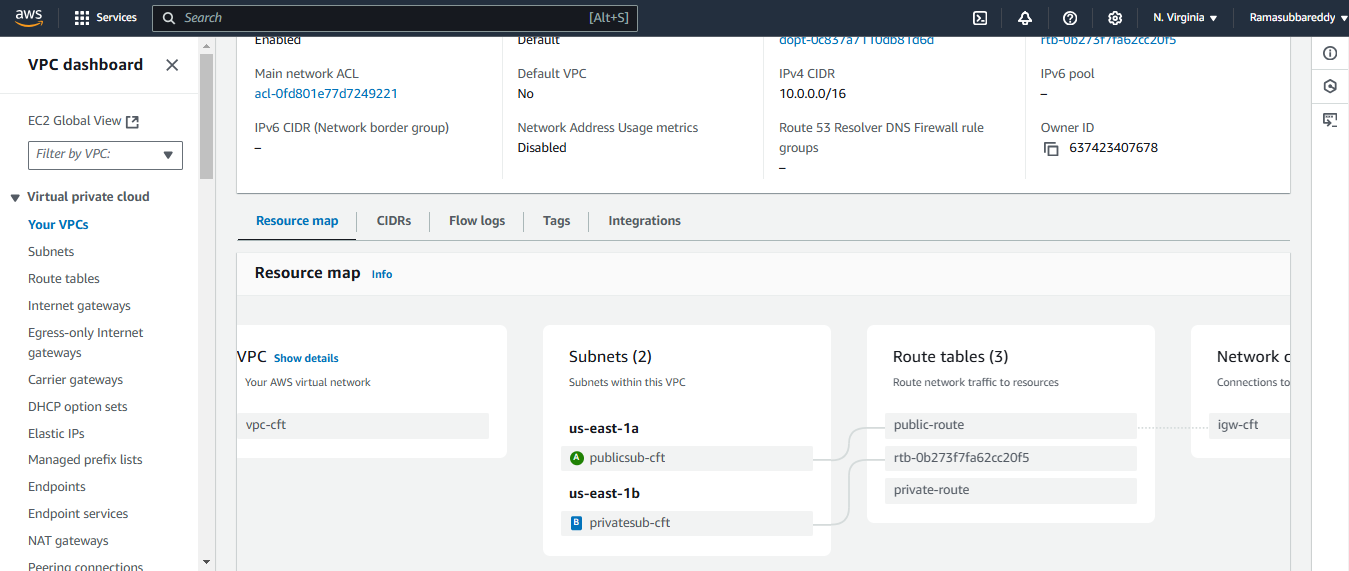 aws
Services
Search
[Alt+S]
N. Virginia
Ramasubbareddy
VPC dashboard
EC2 Global View
Filter by VPC:
Virtual private cloud
Your VPCs
Subnets
Route tables
Internet gateways
Egress-only Internet
gateways
Carrier gateways
DHCP option sets
Elastic IPs
Managed prefix lists
Endpoints
Endpoint services
NAT gateways
Peering connections
Enabled
Default
dopt-0c837a7110db81d6d
rtb-0b273f7fa62cc20f5
Main network ACL
acl-0fd801e77d7249221
Default VPC
No
IPv4 CIDR
10.0.0.0/16
IPv6 pool
–
IPv6 CIDR (Network border group)
–
Network Address Usage metrics
Disabled
Route 53 Resolver DNS Firewall rule
groups
–
Owner ID
637423407678
Resource map
CIDRs
Flow logs
Tags
Integrations
Resource map Info
VPC Show details
Your AWS virtual network
vpc-cft
Subnets (2)
Subnets within this VPC
us-east-1a
A publicsub-cft
us-east-1b
B privatesub-cft
Route tables (3)
Route network traffic to resources
public-route
rtb-0b273f7fa62cc20f5
private-route
Network c
Connections to
igw-cft